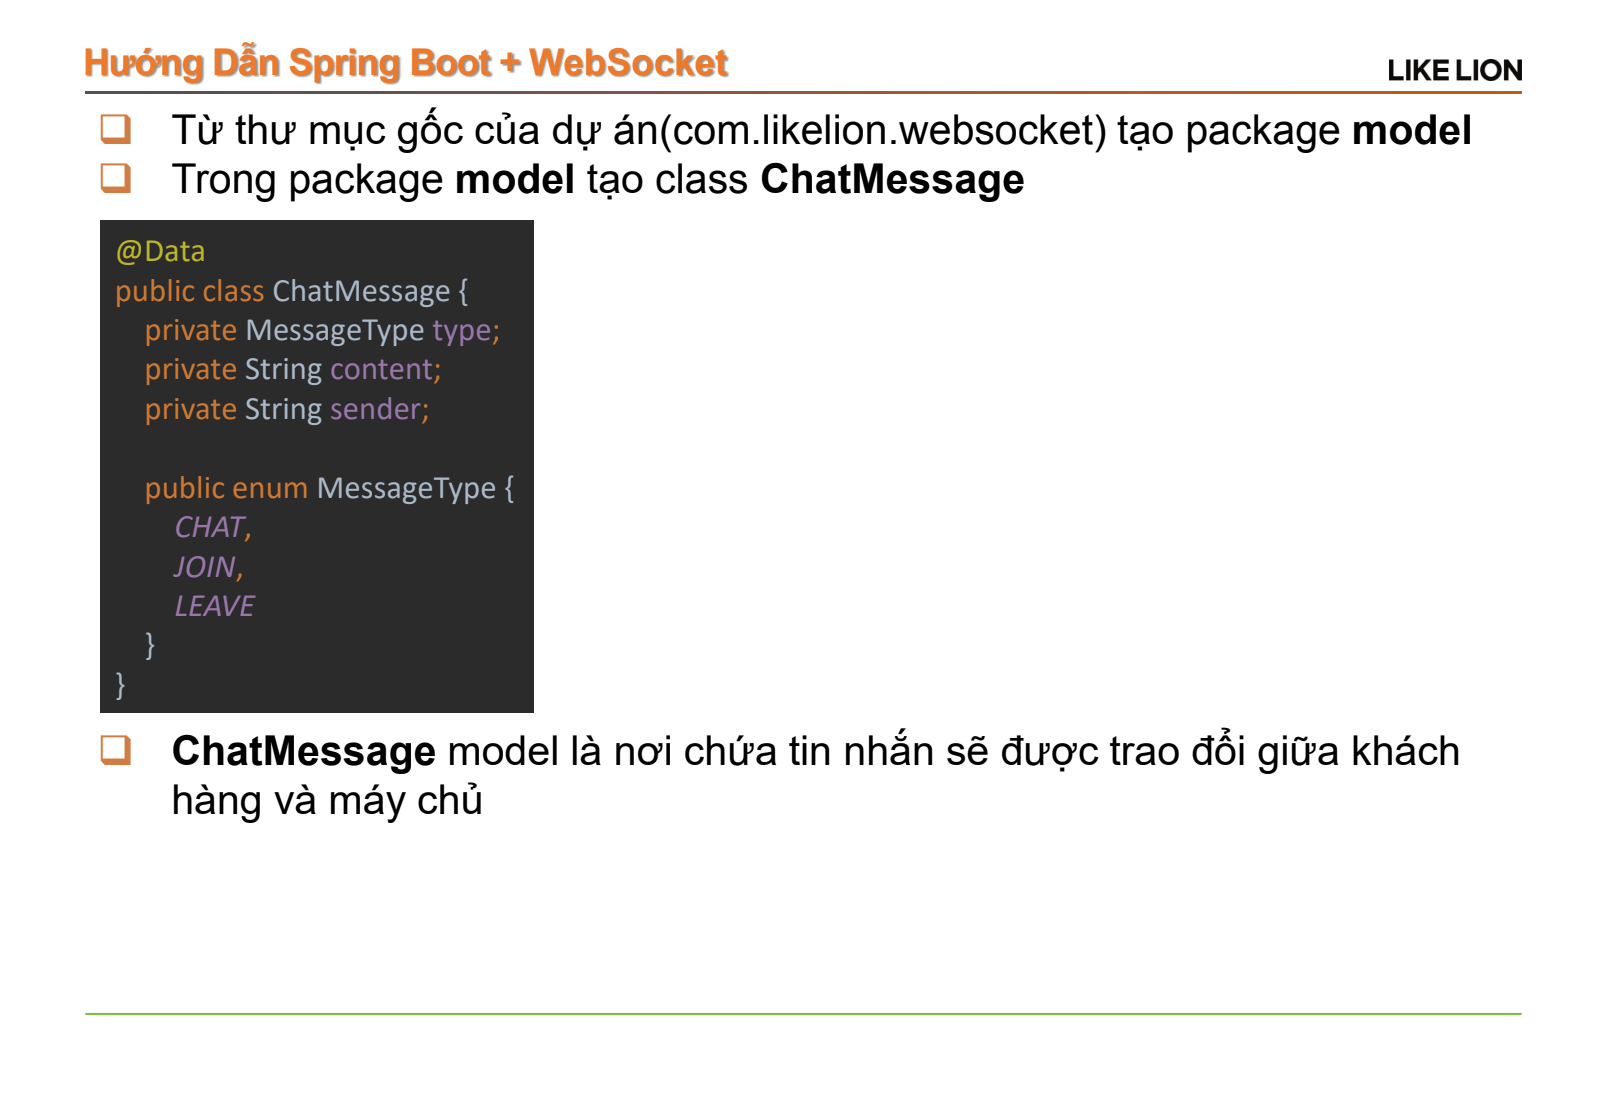 Hướng Dẫn Spring Boot + WebSocket
LIKE LION
Từ thư mục gốc của dự án(com.likelion.websocket) tạo package model
Trong package model tạo class ChatMessage
@Data
public class ChatMessage {
private MessageType type;
private String content;
private String sender;
public enum MessageType {
CHAT,
JOIN,
LEAVE
}
}
ChatMessage model là nơi chứa tin nhắn sẽ được trao đổi giữa khách
hàng và máy chủ